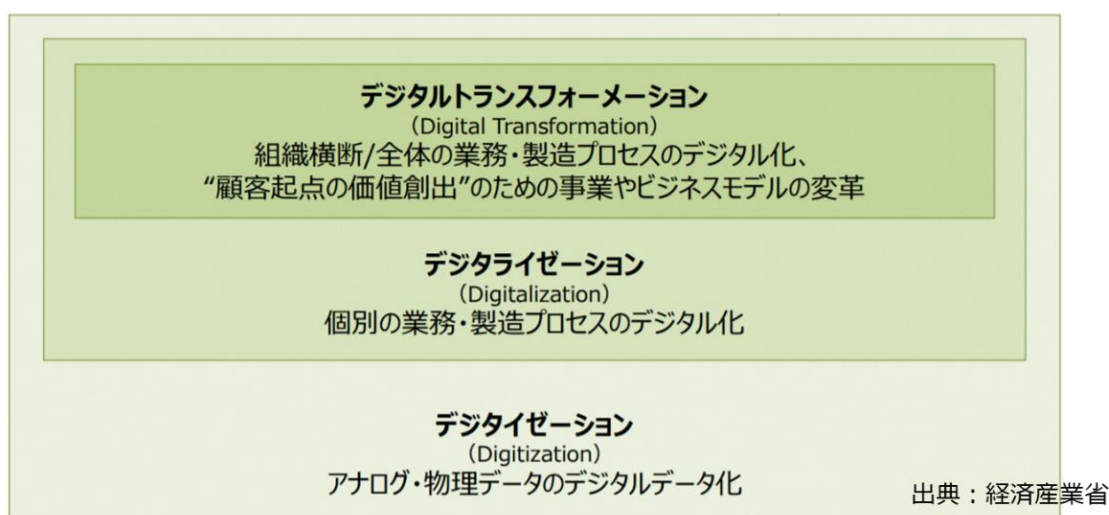 デジタルトランスフォーメーション
（Digital Transformation）
組織横断/全体の業務・製造プロセスのデジタル化、
“顧客起点の価値創出”のための事業やビジネスモデルの変革
デジタライゼーション
（Digitalization）
個別の業務・製造プロセスのデジタル化
デジタイゼーション
（Digitization）
アナログ・物理データのデジタルデータ化
出典：経済産業省